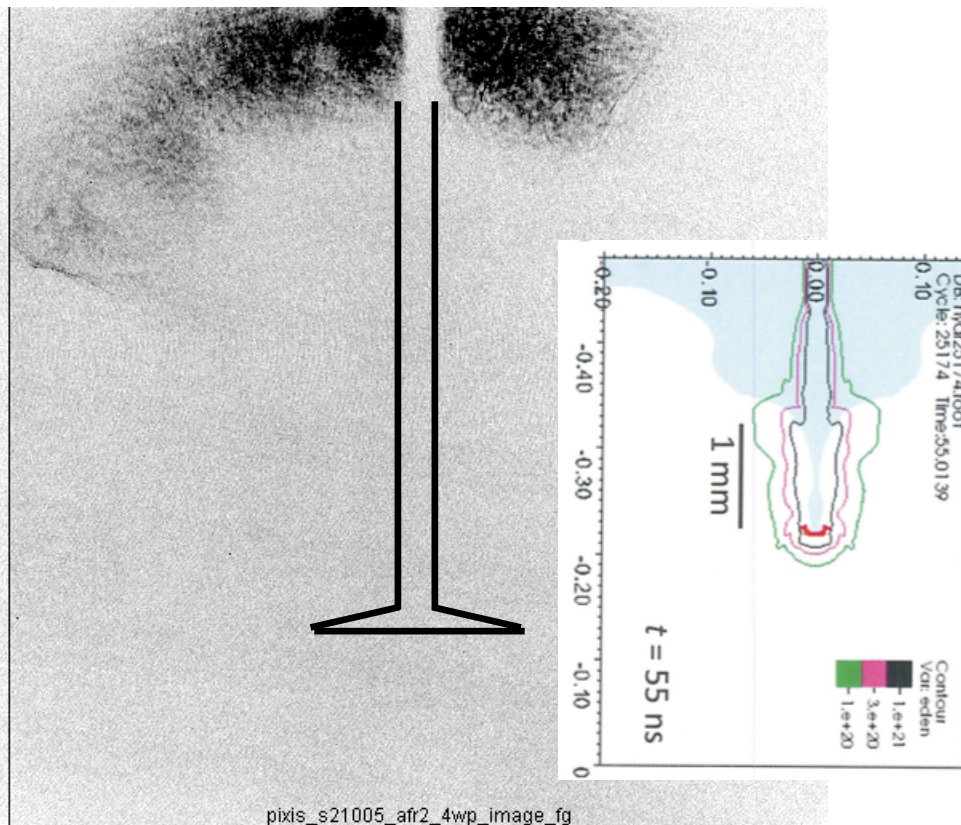 Cycle: 25174 Time:55.0139
0.10
0.00
-0.10
-0.20
-0.40
-0.30
-0.20
-0.10
0
1 mm
t = 55 ns
Contour
Var: eden
1.e+21
3.e+20
1.e+20
pixis_s21005_afr2_4wp_image_fg